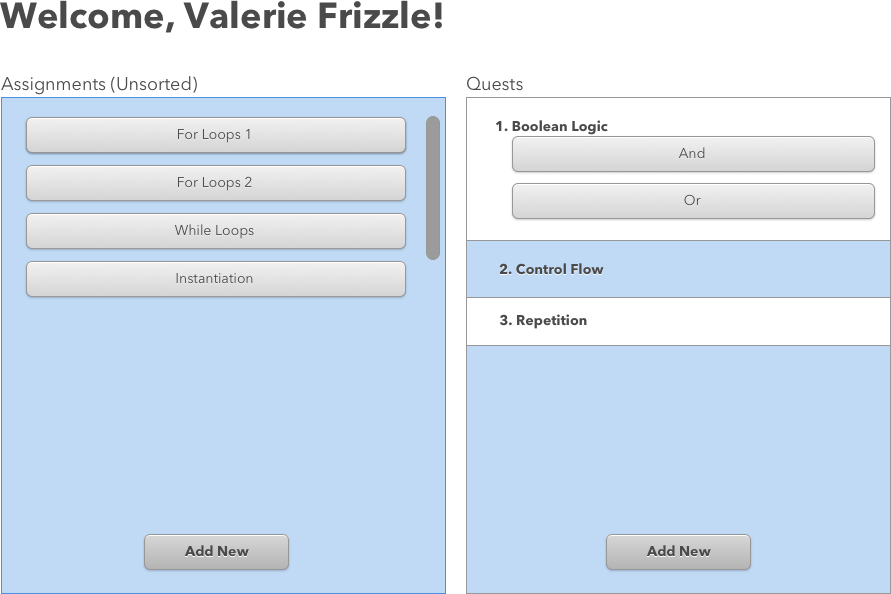 Welcome, Valerie Frizzle!
Assignments (Unsorted)
For Loops 1
For Loops 2
While Loops
Instantiation
Add New
Quests
1. Boolean Logic
And
Or
2. Control Flow
3. Repetition
Add New